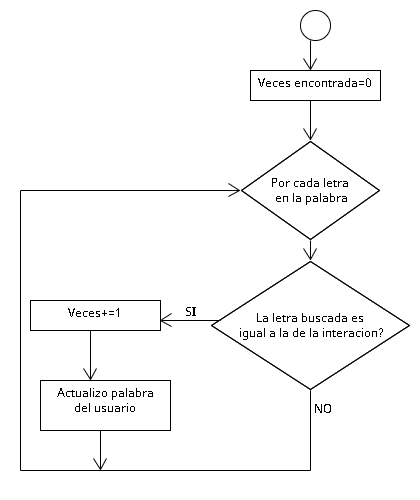 Veces encontrada=0
Por cada letra
en la palabra
La letra buscada es
igual a la de la interacion?
SI
Veces+=1
Actualizo palabra
del usuario
NO